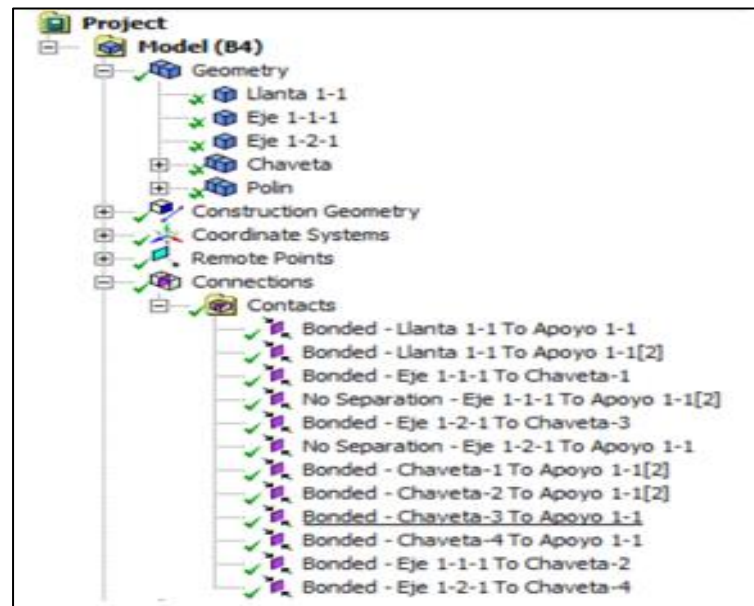 Project
Model (B4)
Geometry
Llanta 1-1
Eje 1-1-1
Eje 1-2-1
Chaveta
Polin
Construction Geometry
Coordinate Systems
Remote Points
Connections
Contacts
Bonded - Llanta 1-1 To Apoyo 1-1
Bonded - Llanta 1-1 To Apoyo 1-1[2]
Bonded - Eje 1-1-1 To Chaveta-1
No Separation - Eje 1-1-1 To Apoyo 1-1[2]
Bonded - Eje 1-2-1 To Chaveta-3
No Separation - Eje 1-2-1 To Apoyo 1-1
Bonded - Chaveta-1 To Apoyo 1-1[2]
Bonded - Chaveta-2 To Apoyo 1-1[2]
Bonded - Chaveta-3 To Apoyo 1-1
Bonded - Chaveta-4 To Apoyo 1-1
Bonded - Eje 1-1-1 To Chaveta-2
Bonded - Eje 1-2-1 To Chaveta-4